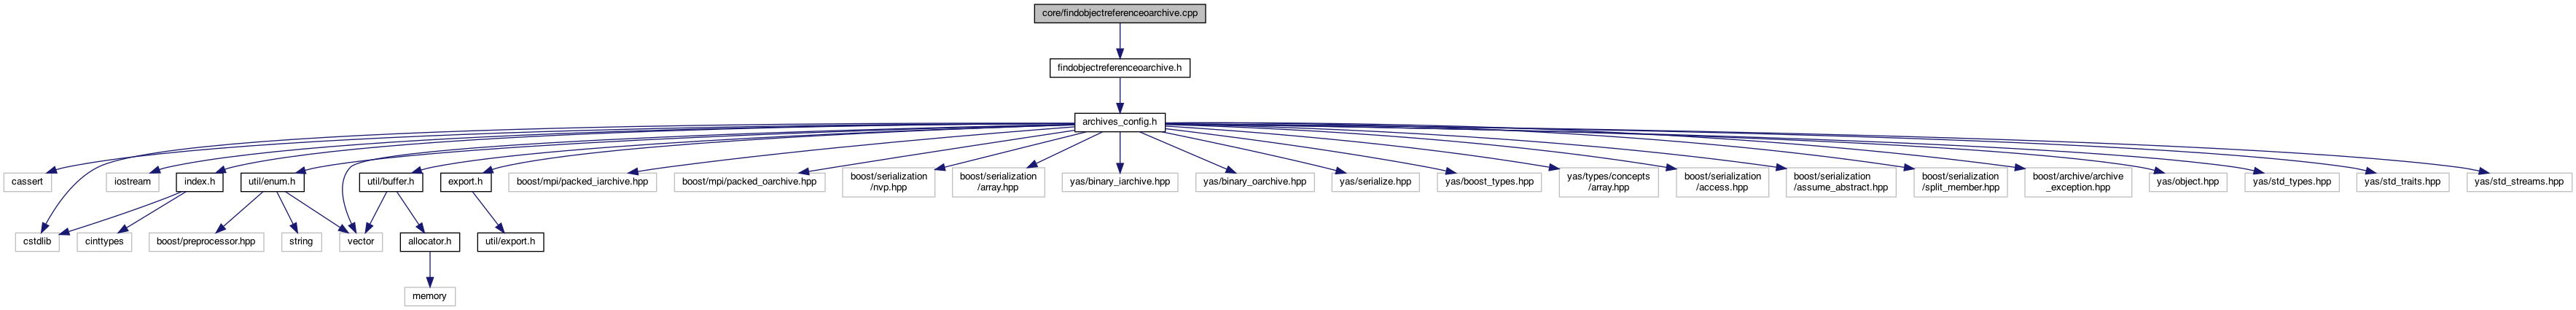 core/findobjectreferenceoarchive.cpp
findobjectreferenceoarchive.h
archives_config.h
cassert
iostream
index.h
util/enum.h
util/buffer.h
export.h
boost/mpi/packed_iarchive.hpp
boost/mpi/packed_oarchive.hpp
boost/serialization
/nvp.hpp
boost/serialization
/array.hpp
yas/binary_iarchive.hpp
yas/binary_oarchive.hpp
yas/serialize.hpp
yas/boost_types.hpp
yas/types/concepts
/array.hpp
boost/serialization
/access.hpp
boost/serialization
/assume_abstract.hpp
boost/serialization
/split_member.hpp
boost/archive/archive
_exception.hpp
yas/object.hpp
yas/std_types.hpp
yas/std_traits.hpp
yas/std_streams.hpp
cstdlib
cinttypes
boost/preprocessor.hpp
string
vector
allocator.h
util/export.h
memory